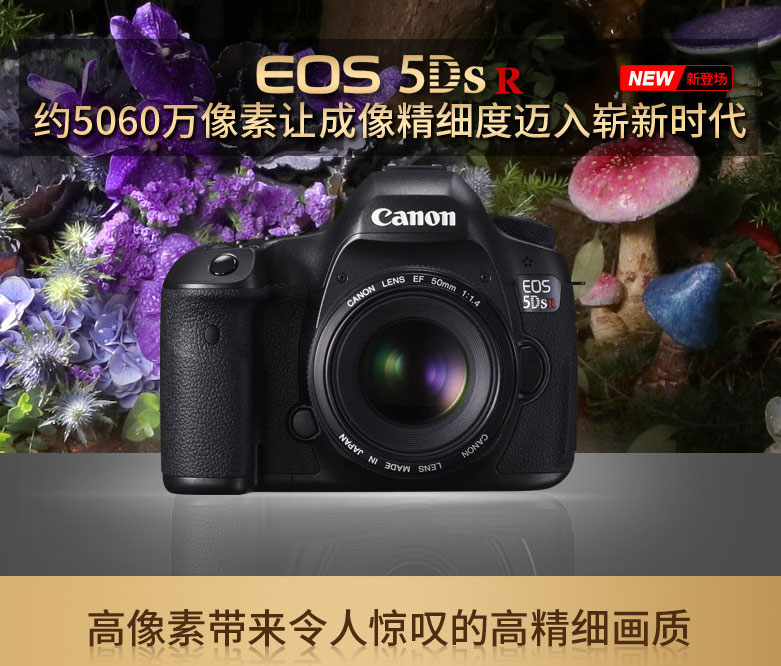 EOS 5Ds R
NEW 新登场
约5060万像素让成像精细度迈入崭新时代
Canon
CANON LENS EF 50mm 1:1.4
EOS
5DsR
CANON LENS MADE IN JAPAN
高像素带来令人惊叹的高精细画质